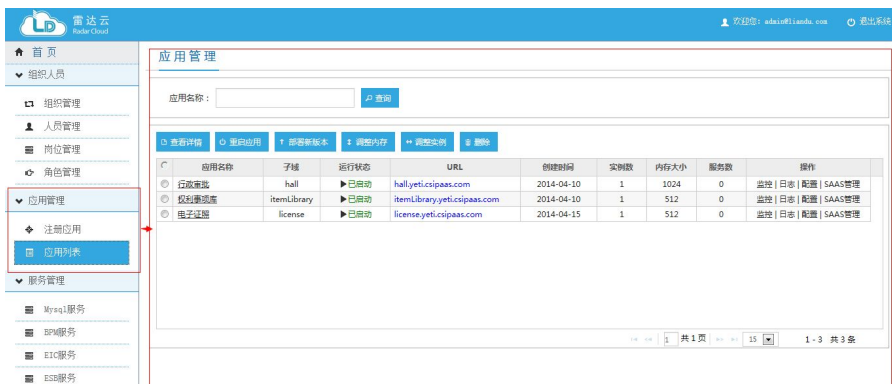 LD 雷达云
Radar Cloud
欢迎您: admin@liandu.com 退出系统
首页
组织人员
组织管理
人员管理
岗位管理
角色管理
应用管理
注册应用
应用列表
服务管理
Mysql服务
BPM服务
EIC服务
ESB服务
应用管理
应用名称: 查询
查看详情 重启应用 部署新版本 调整内存 调整实例 删除
应用名称 子域 运行状态 URL 创建时间 实例数 内存大小 服务数 操作
行政审批 hall 已启动 hall.yeti.csipaas.com 2014-04-10 1 1024 0 监控 | 日志 | 配置 | SAAS管理
权利事项库 itemLibrary 已启动 itemLibrary.yeti.csipaas.com 2014-04-10 1 512 0 监控 | 日志 | 配置 | SAAS管理
电子证照 license 已启动 license.yeti.csipaas.com 2014-04-15 1 512 0 监控 | 日志 | 配置 | SAAS管理
1 共1页 15 1 - 3 共3条